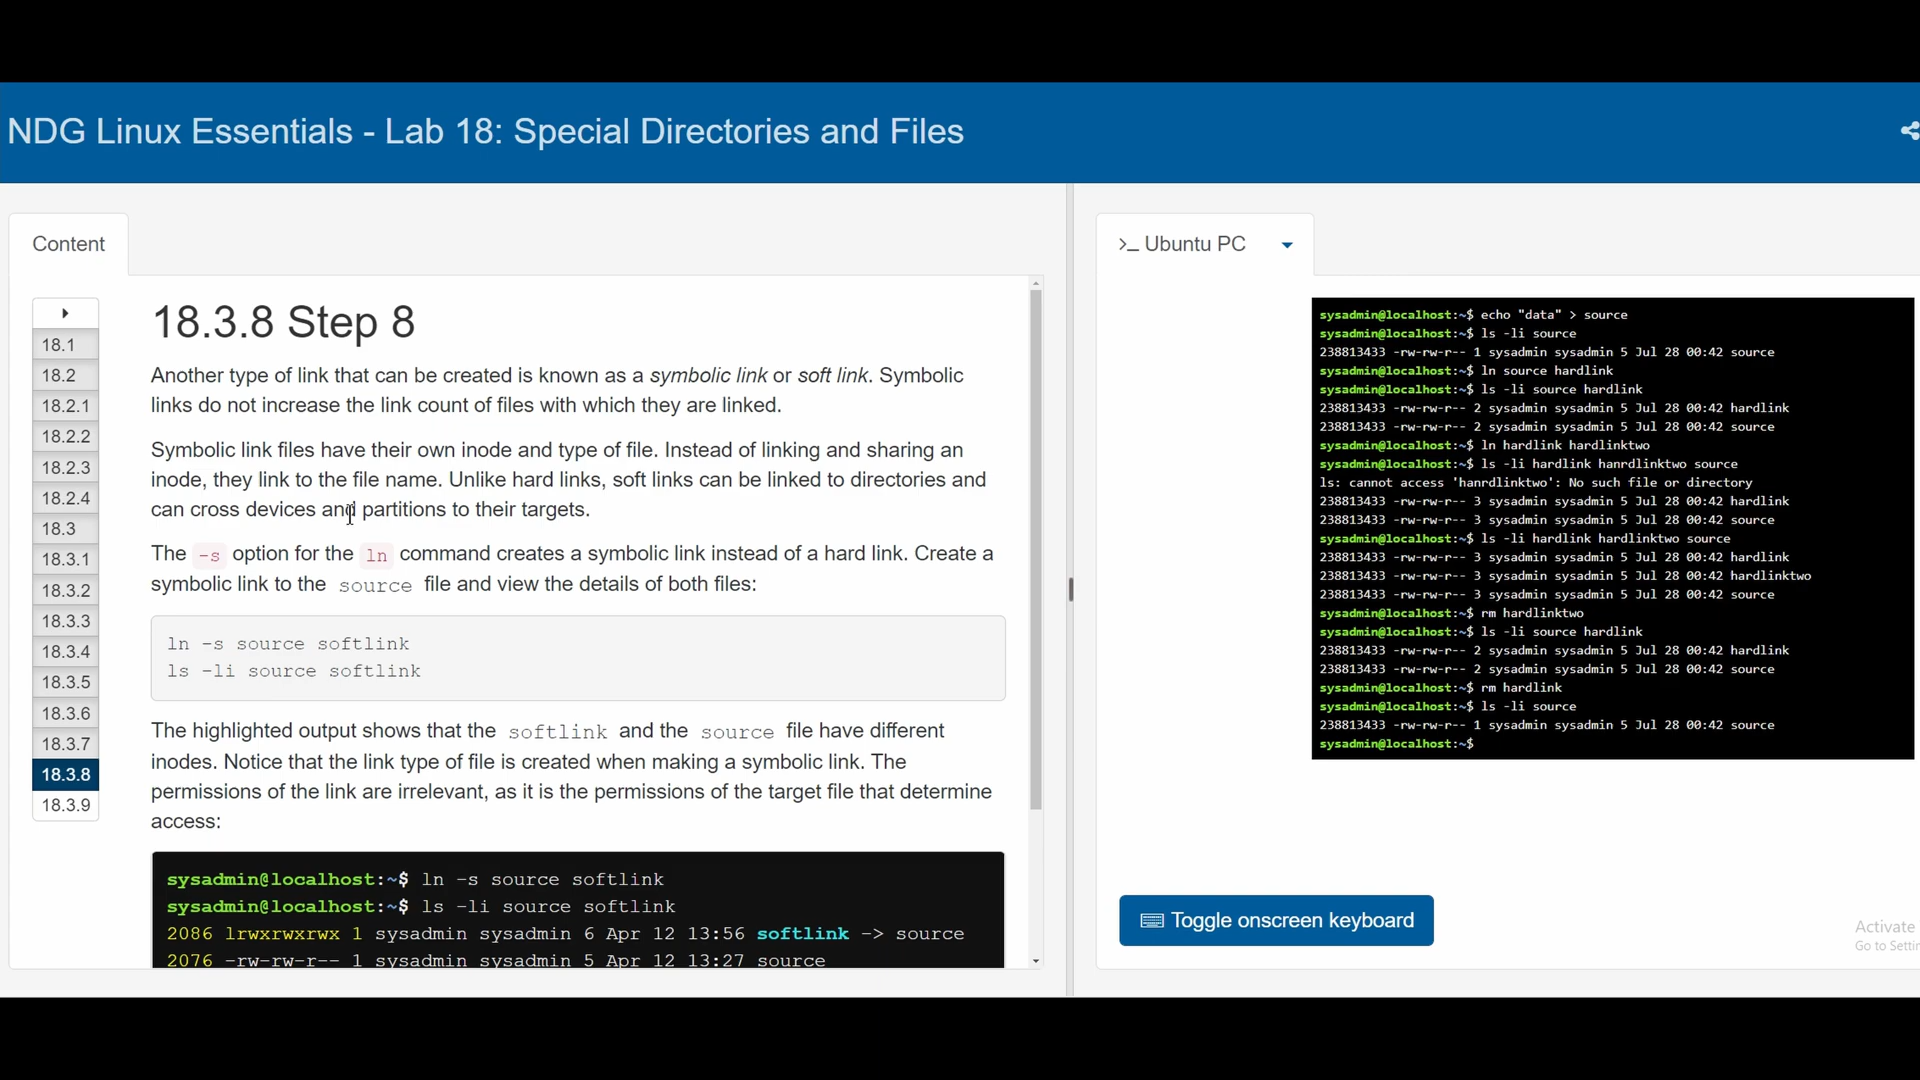 NDG Linux Essentials - Lab 18: Special Directories and Files
Content
18.1
18.2
18.2.1
18.2.2
18.2.3
18.2.4
18.3
18.3.1
18.3.2
18.3.3
18.3.4
18.3.5
18.3.6
18.3.7
18.3.8
18.3.9
18.3.8 Step 8
Another type of link that can be created is known as a symbolic link or soft link. Symbolic
links do not increase the link count of files with which they are linked.
Symbolic link files have their own inode and type of file. Instead of linking and sharing an
inode, they link to the file name. Unlike hard links, soft links can be linked to directories and
can cross devices and partitions to their targets.
The -s option for the ln command creates a symbolic link instead of a hard link. Create a
symbolic link to the source file and view the details of both files:
ln -s source softlink
ls -li source softlink
The highlighted output shows that the softlink and the source file have different
inodes. Notice that the link type of file is created when making a symbolic link. The
permissions of the link are irrelevant, as it is the permissions of the target file that determine
access:
sysadmin@localhost:~$ ln -s source softlink
sysadmin@localhost:~$ ls -li source softlink
2086 lrwxrwxrwx 1 sysadmin sysadmin 6 Apr 12 13:56 softlink -> source
2076 -rw-rw-r-- 1 sysadmin sysadmin 5 Apr 12 13:27 source
>_ Ubuntu PC
sysadmin@localhost:~$ echo "data" > source
sysadmin@localhost:~$ ls -li source
238813433 -rw-rw-r-- 1 sysadmin sysadmin 5 Jul 28 00:42 source
sysadmin@localhost:~$ ln source hardlink
sysadmin@localhost:~$ ls -li source hardlink
238813433 -rw-rw-r-- 2 sysadmin sysadmin 5 Jul 28 00:42 hardlink
238813433 -rw-rw-r-- 2 sysadmin sysadmin 5 Jul 28 00:42 source
sysadmin@localhost:~$ ln hardlink hardlinktwo
sysadmin@localhost:~$ ls -li hardlink hanrdlinktwo source
ls: cannot access 'hanrdlinktwo': No such file or directory
238813433 -rw-rw-r-- 3 sysadmin sysadmin 5 Jul 28 00:42 hardlink
238813433 -rw-rw-r-- 3 sysadmin sysadmin 5 Jul 28 00:42 source
sysadmin@localhost:~$ ls -li hardlink hardlinktwo source
238813433 -rw-rw-r-- 3 sysadmin sysadmin 5 Jul 28 00:42 hardlink
238813433 -rw-rw-r-- 3 sysadmin sysadmin 5 Jul 28 00:42 hardlinktwo
238813433 -rw-rw-r-- 3 sysadmin sysadmin 5 Jul 28 00:42 source
sysadmin@localhost:~$ rm hardlinktwo
sysadmin@localhost:~$ ls -li source hardlink
238813433 -rw-rw-r-- 2 sysadmin sysadmin 5 Jul 28 00:42 hardlink
238813433 -rw-rw-r-- 2 sysadmin sysadmin 5 Jul 28 00:42 source
sysadmin@localhost:~$ rm hardlink
sysadmin@localhost:~$ ls -li source
238813433 -rw-rw-r-- 1 sysadmin sysadmin 5 Jul 28 00:42 source
sysadmin@localhost:~$
Toggle onscreen keyboard
Activate
Go to Settin